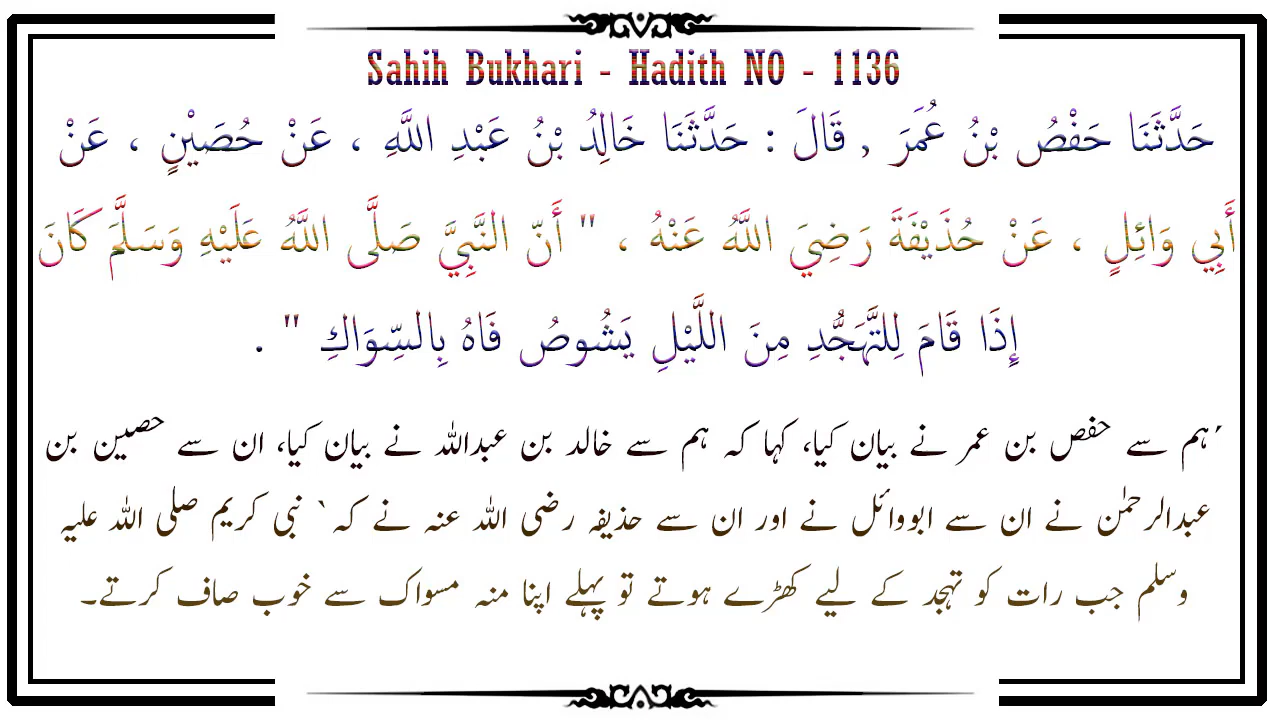 Sahih Bukhari - Hadith NO - 1136
حَدَّثَنَا حَفْصُ بْنُ عُمَرَ , قَالَ : حَدَّثَنَا خَالِدُ بْنُ عَبْدِ اللَّهِ ، عَنْ حُصَيْنٍ ، عَنْ
أَبِي وَائِلٍ ، عَنْ حُذَيْفَةَ رَضِيَ اللَّهُ عَنْهُ ، " أَنّ النَّبِيَّ صَلَّى اللَّهُ عَلَيْهِ وَسَلَّمَ كَانَ
إِذَا قَامَ لِلتَّهَجُّدِ مِنَ اللَّيْلِ يَشُوصُ فَاهُ بِالسِّوَاكِ " .
´ہم سے حفص بن عمر نے بیان کیا، کہا کہ ہم سے خالد بن عبداللہ نے بیان کیا، ان سے حصین بن
عبدالرحمٰن نے ان سے ابووائل نے اور ان سے حذیفہ رضی اللہ عنہ نے کہ` نبی کریم صلی اللہ علیہ
وسلم جب رات کو تہجد کے لیے کھڑے ہوتے تو پہلے اپنا منہ مسواک سے خوب صاف کرتے۔